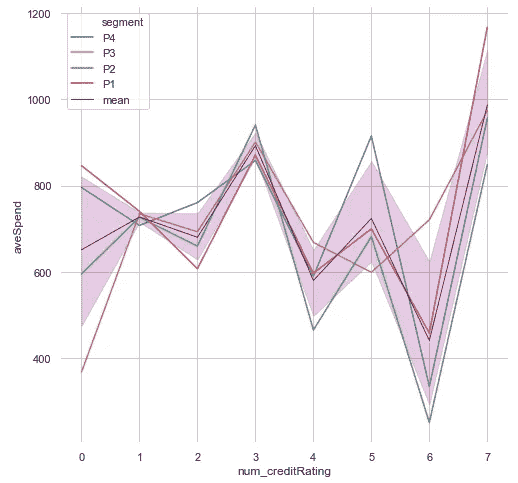 1200
1000
800
600
400
aveSpend
segment
P4
P3
P2
P1
mean
0 1 2 3 4 5 6 7
num_creditRating